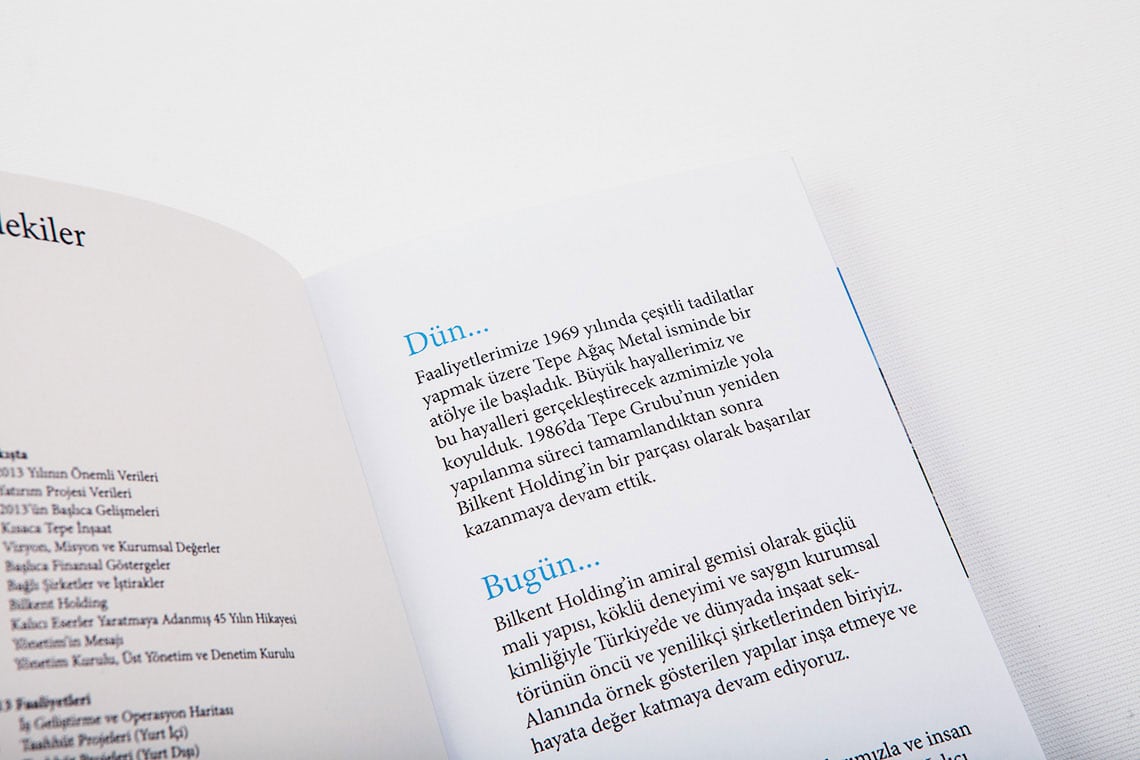 lekiler
kışta
2013 Yılının Önemli Verileri
Yatırım Projesi Verileri
2013'ün Başlıca Gelişmeleri
Kısaca Tepe İnşaat
Vizyon, Misyon ve Kurumsal Değerler
Başlıca Finansal Göstergeler
Bağlı Şirketler ve İştirakler
Bilkent Holding
Kalıcı Eserler Yaratmaya Adanmış 45 Yılın Hikayesi
Yönetim'in Mesajı
Yönetim Kurulu, Üst Yönetim ve Denetim Kurulu
13 Faaliyetleri
İş Geliştirme ve Operasyon Haritası
Taahhüt Projeleri (Yurt İçi)
Taahhüt Projeleri (Yurt Dışı)
Dün...
Faaliyetlerimize 1969 yılında çeşitli tadilatlar
yapmak üzere Tepe Ağaç Metal isminde bir
atölye ile başladık. Büyük hayallerimiz ve
bu hayalleri gerçekleştirecek azmimizle yola
koyulduk. 1986'da Tepe Grubu'nun yeniden
yapılanma süreci tamamlandıktan sonra
Bilkent Holding'in bir parçası olarak başarılar
kazanmaya devam ettik.
Bugün...
Bilkent Holding'in amiral gemisi olarak güçlü
mali yapısı, köklü deneyimi ve saygın kurumsal
kimliğiyle Türkiye'de ve dünyada inşaat sek-
törünün öncü ve yenilikçi şirketlerinden biriyiz.
Alanında örnek gösterilen yapılar inşa etmeye ve
hayata değer katmaya devam ediyoruz.
ve insan